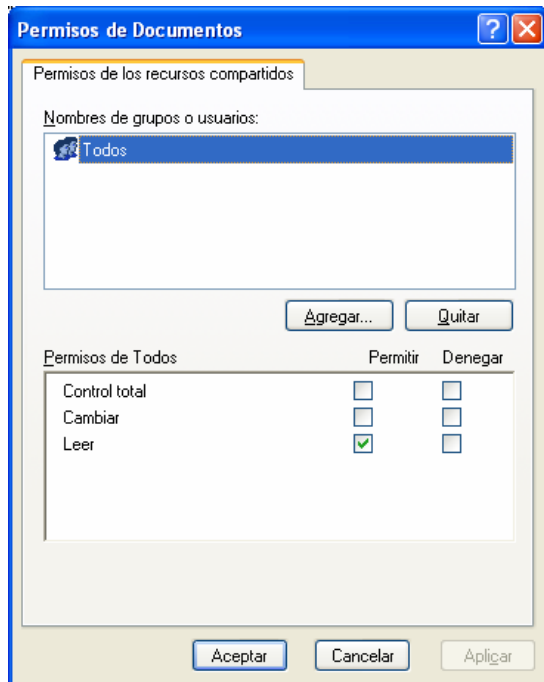 Permisos de Documentos
Permisos de los recursos compartidos
Nombres de grupos o usuarios:
Todos
Agregar... Quitar
Permisos de Todos Permitir Denegar
Control total
Cambiar
Leer
Aceptar Cancelar Aplicar